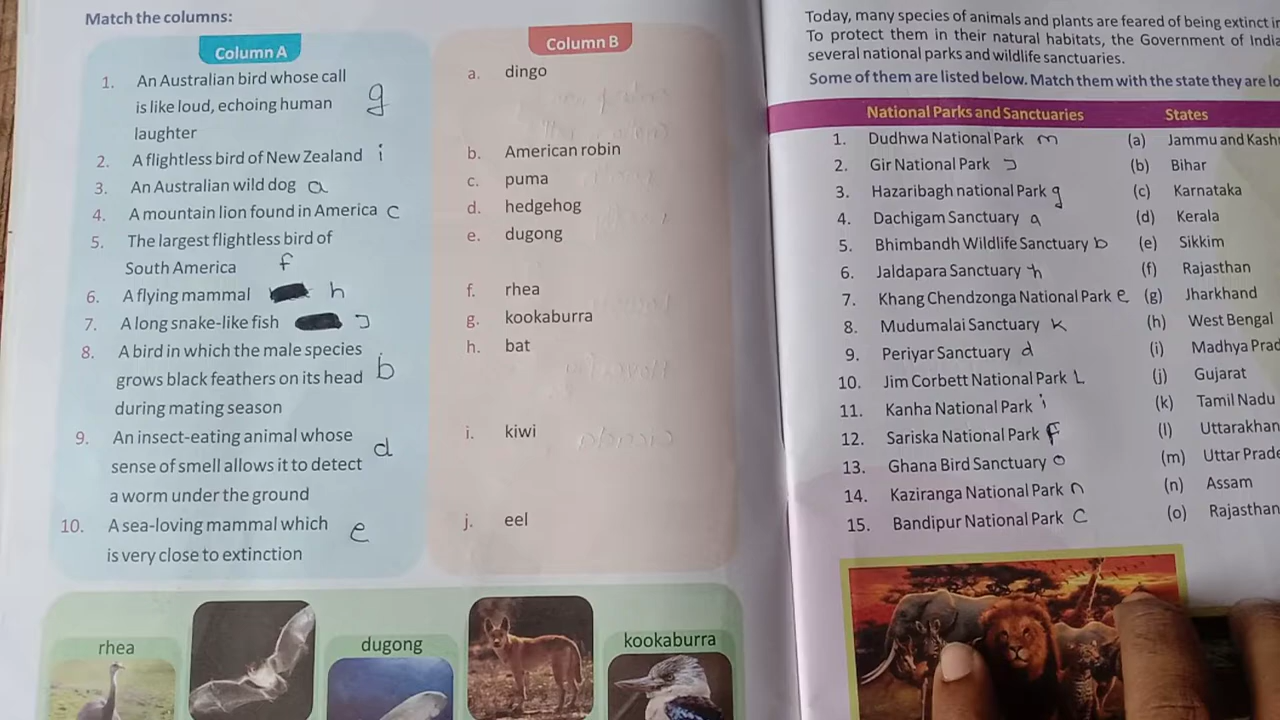 Match the columns:
Column A
1. An Australian bird whose call
is like loud, echoing human g
laughter
2. A flightless bird of New Zealand i
3. An Australian wild dog a
4. A mountain lion found in America c
5. The largest flightless bird of
South America f
6. A flying mammal h
7. A long snake-like fish J
8. A bird in which the male species
grows black feathers on its head b
during mating season
9. An insect-eating animal whose
sense of smell allows it to detect d
a worm under the ground
10. A sea-loving mammal which
is very close to extinction e
Column B
a. dingo
b. American robin
c. puma
d. hedgehog
e. dugong
f. rhea
g. kookaburra
h. bat
i. kiwi
j. eel
rhea
dugong
kookaburra
Today, many species of animals and plants are feared of being extinct in
To protect them in their natural habitats, the Government of India
several national parks and wildlife sanctuaries.
Some of them are listed below. Match them with the state they are lo
National Parks and Sanctuaries States
1. Dudhwa National Park m (a) Jammu and Kash
2. Gir National Park J (b) Bihar
3. Hazaribagh national Park g (c) Karnataka
4. Dachigam Sanctuary a (d) Kerala
5. Bhimbandh Wildlife Sanctuary b (e) Sikkim
6. Jaldapara Sanctuary h (f) Rajasthan
7. Khang Chendzonga National Park e (g) Jharkhand
8. Mudumalai Sanctuary K (h) West Bengal
9. Periyar Sanctuary d (i) Madhya Prad
10. Jim Corbett National Park L (j) Gujarat
11. Kanha National Park i (k) Tamil Nadu
12. Sariska National Park F (l) Uttarakhan
13. Ghana Bird Sanctuary o (m) Uttar Prade
14. Kaziranga National Park n (n) Assam
15. Bandipur National Park C (o) Rajasthan